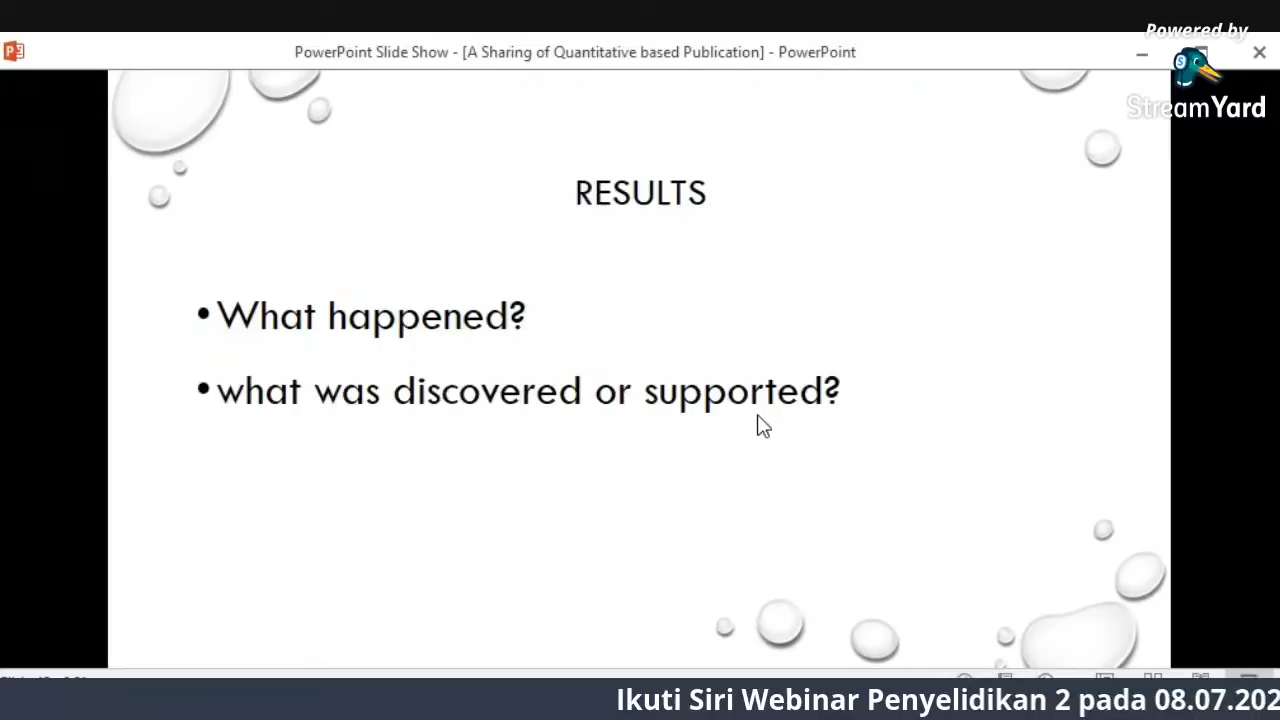 Powered by
PowerPoint Slide Show - [A Sharing of Quantitative based Publication] - PowerPoint
StreamYard
RESULTS
• What happened?
• what was discovered or supported?
Ikuti Siri Webinar Penyelidikan 2 pada 08.07.202